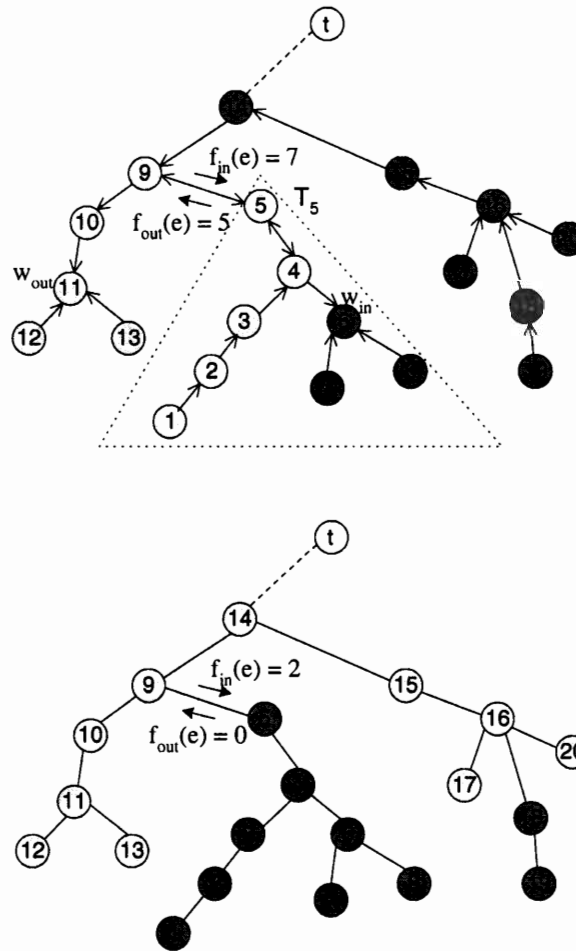 t
f_in(e) = 7
9
T_5
5
10
f_out(e) = 5
4
w_out
11
w_in
3
12
13
2
1
t
14
f_in(e) = 2
9
15
10
f_out(e) = 0
16
20
17
11
12
13